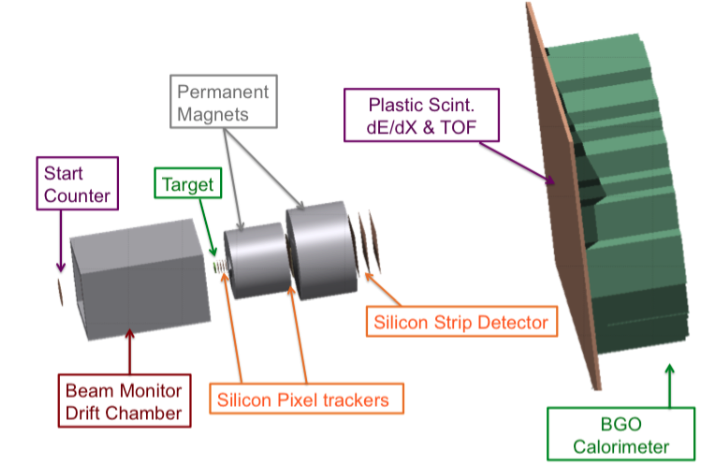 Permanent
Magnets
Plastic Scint.
dE/dX & TOF
Start
Counter
Target
Silicon Strip Detector
Beam Monitor
Drift Chamber
Silicon Pixel trackers
BGO
Calorimeter